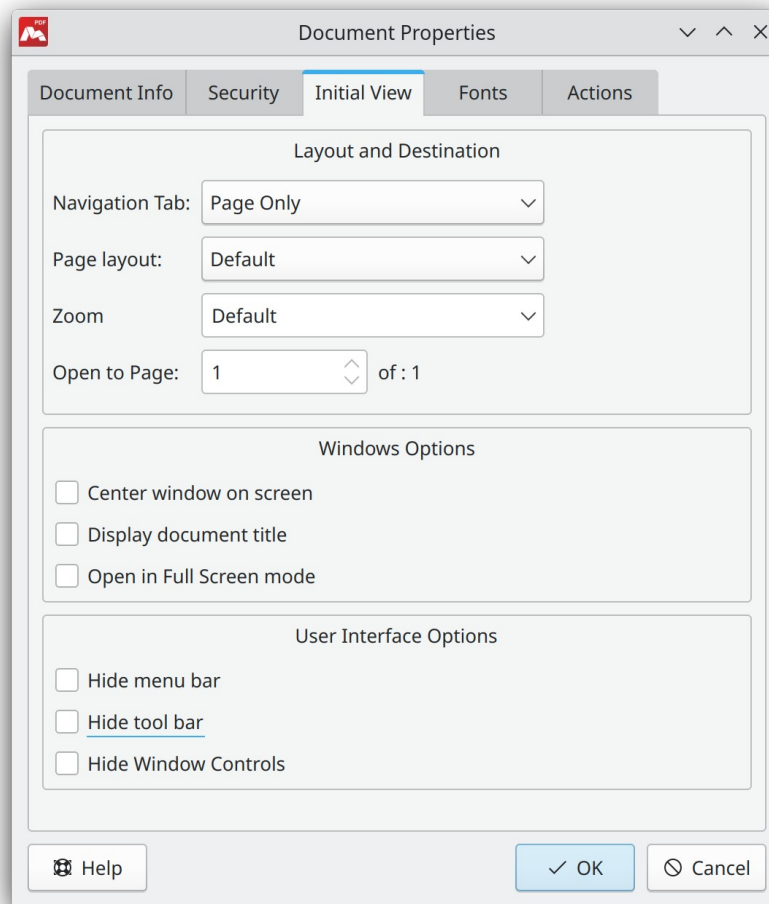 PDF
Document Properties
Document Info Security Initial View Fonts Actions
Layout and Destination
Navigation Tab: Page Only
Page layout: Default
Zoom Default
Open to Page: 1 of : 1
Windows Options
Center window on screen
Display document title
Open in Full Screen mode
User Interface Options
Hide menu bar
Hide tool bar
Hide Window Controls
Help OK Cancel